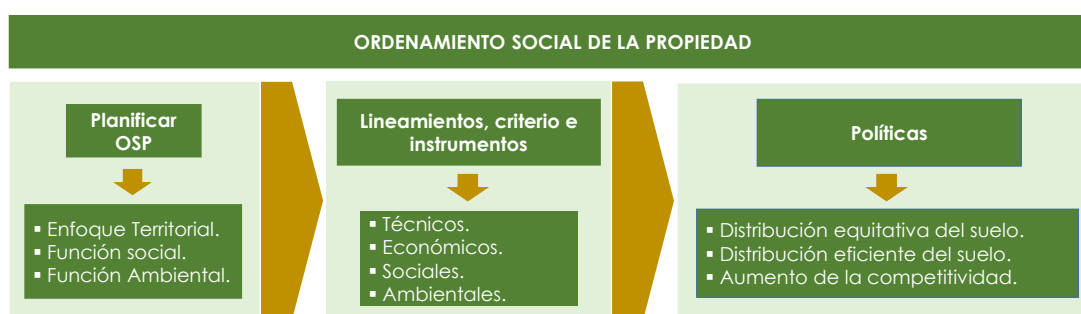 ORDENAMIENTO SOCIAL DE LA PROPIEDAD
Planificar
OSP
▪ Enfoque Territorial.
▪ Función social.
▪ Función Ambiental.
Lineamientos, criterio e
instrumentos
▪ Técnicos.
▪ Económicos.
▪ Sociales.
▪ Ambientales.
Políticas
▪ Distribución equitativa del suelo.
▪ Distribución eficiente del suelo.
▪ Aumento de la competitividad.